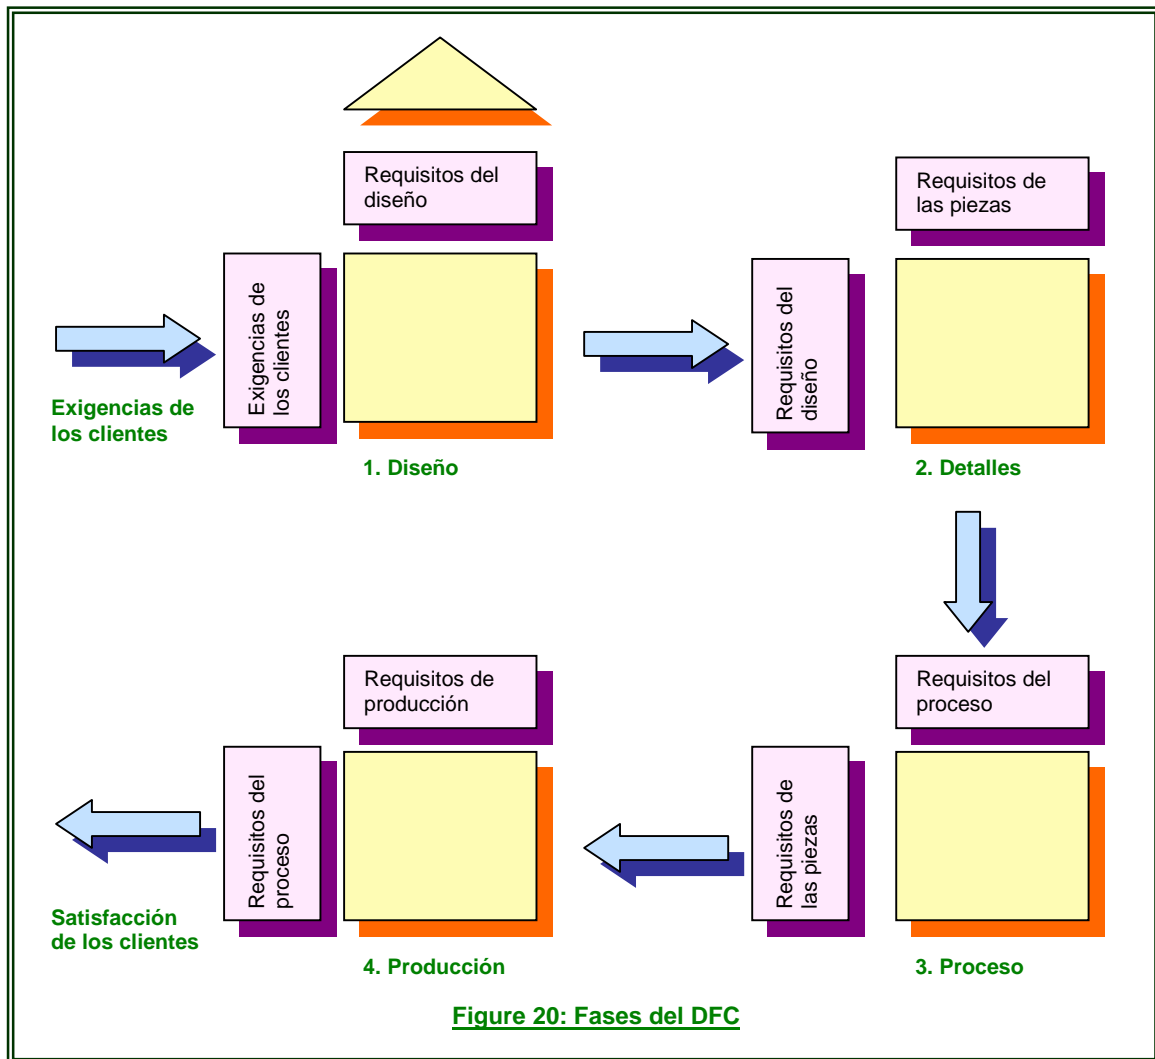 Requisitos del
diseño
Exigencias de
los clientes
Exigencias de
los clientes
1. Diseño
Requisitos de
las piezas
Requisitos del
diseño
2. Detalles
Requisitos del
proceso
Requisitos de
las piezas
3. Proceso
Requisitos de
producción
Requisitos del
proceso
4. Producción
Satisfacción
de los clientes
Figure 20: Fases del DFC